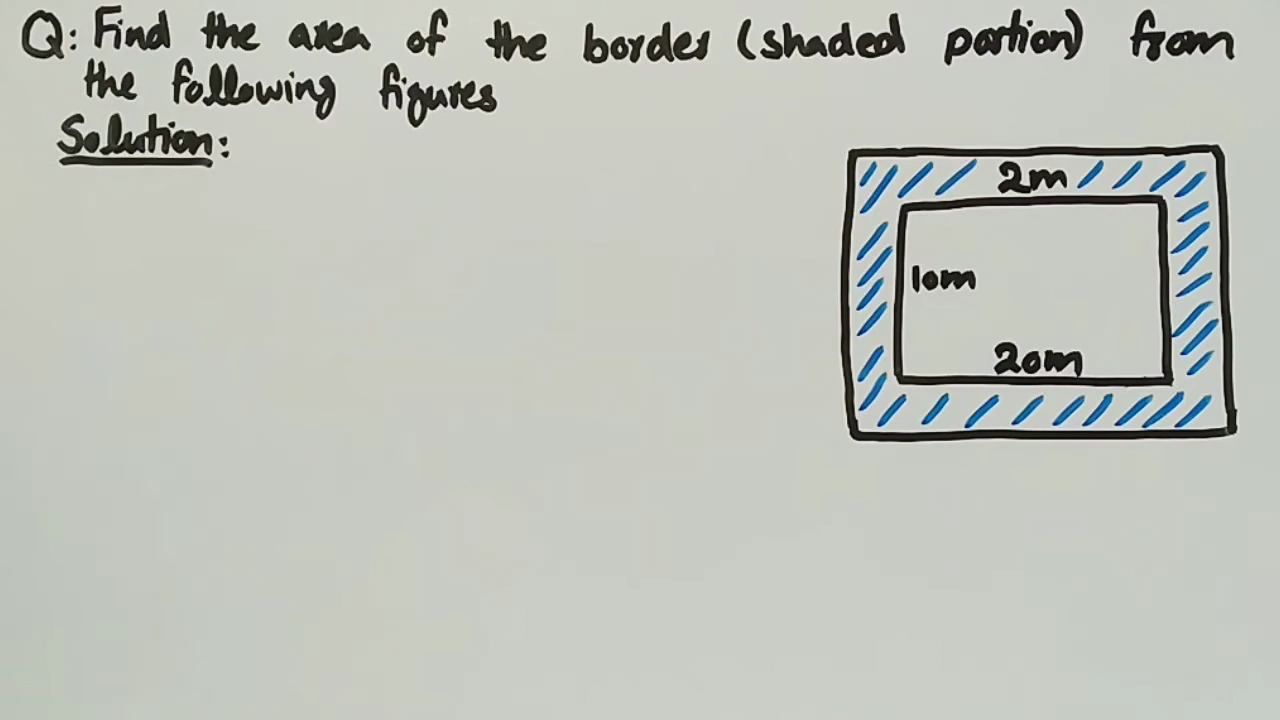 Q: Find the area of the border (shaded portion) from
the following figures
Solution:
2m
10m
20m